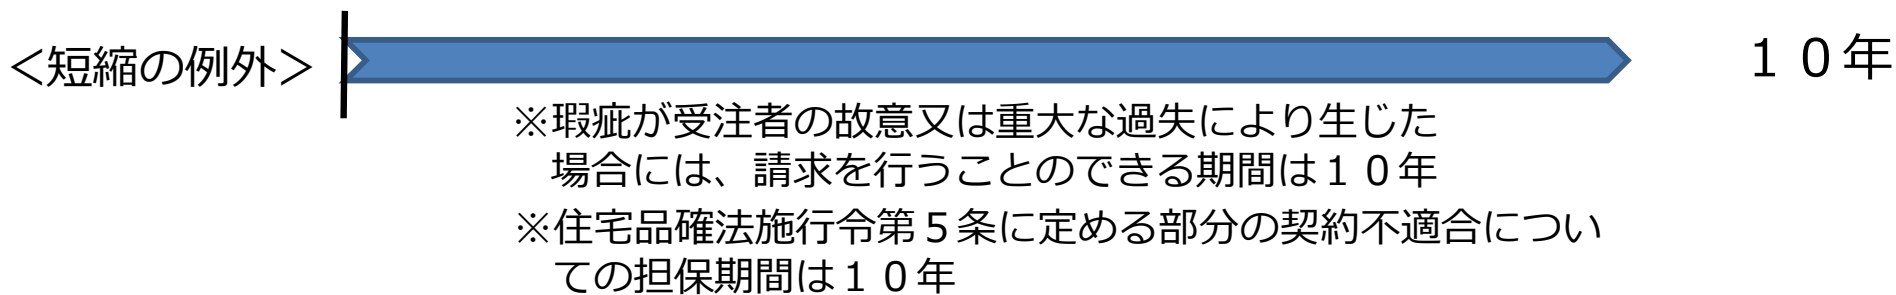 ＜短縮の例外＞
１０年
※瑕疵が受注者の故意又は重大な過失により生じた
場合には、請求を行うことのできる期間は１０年
※住宅品確法施行令第５条に定める部分の契約不適合につい
ての担保期間は１０年